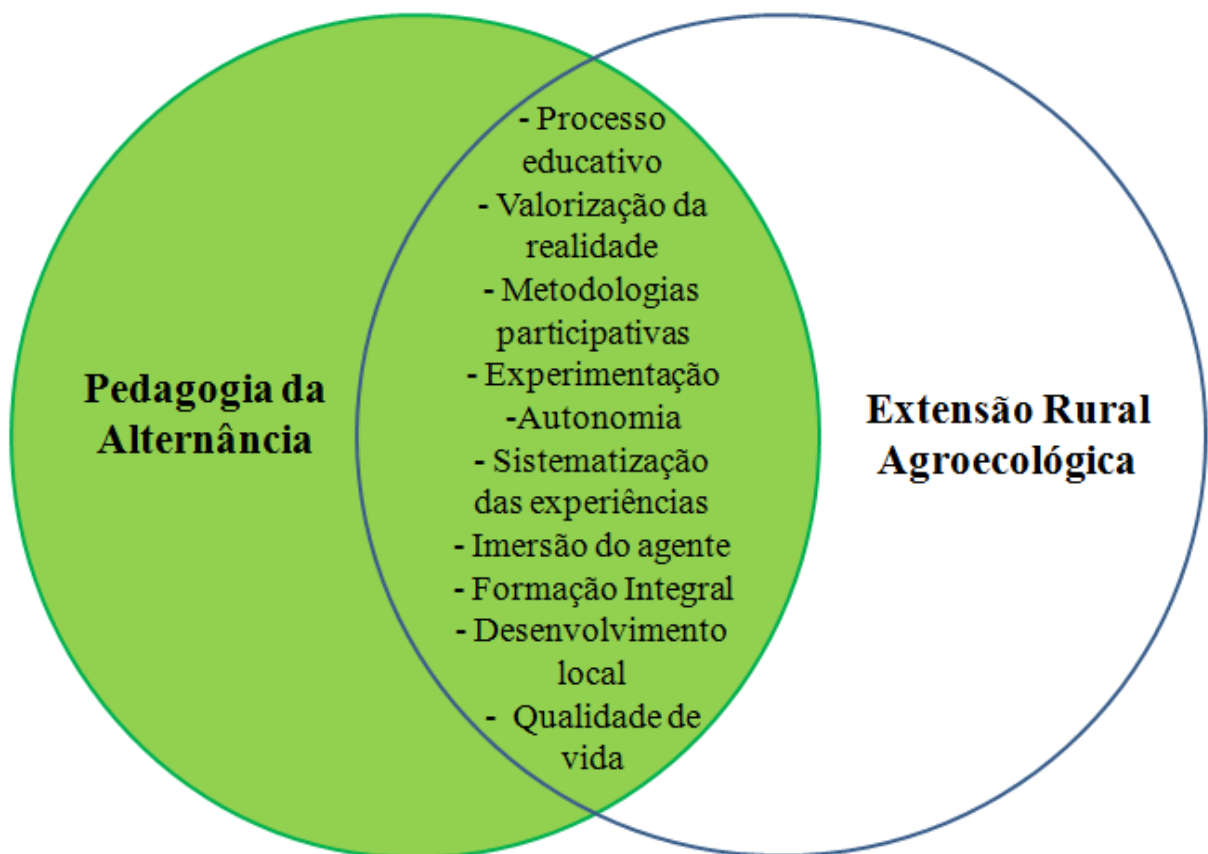 Pedagogia da
Alternância
- Processo
educativo
- Valorização da
realidade
- Metodologias
participativas
- Experimentação
-Autonomia
- Sistematização
das experiências
- Imersão do agente
- Formação Integral
- Desenvolvimento
local
- Qualidade de
vida
Extensão Rural
Agroecológica